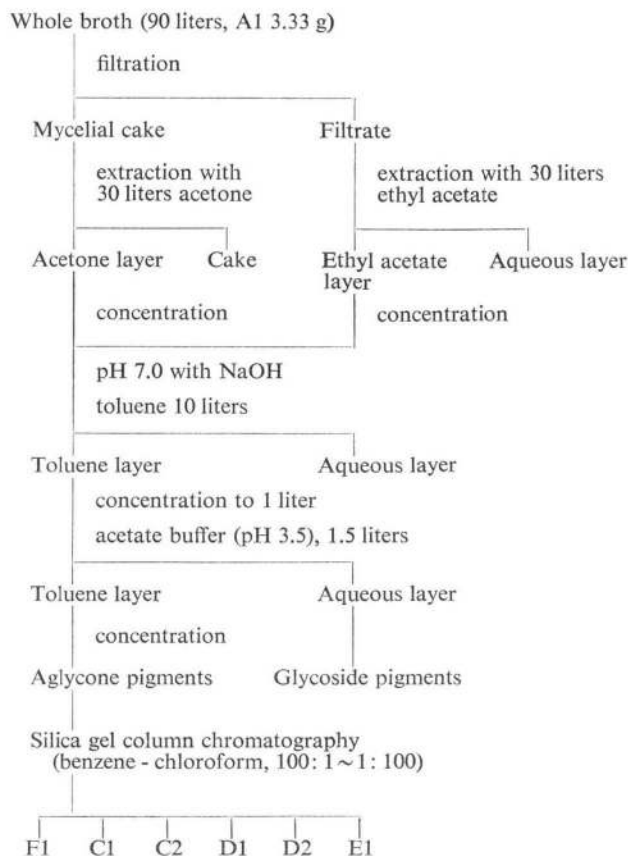 Whole broth (90 liters, A1 3.33 g)
filtration
Mycelial cake
Filtrate
extraction with
30 liters acetone
extraction with 30 liters
ethyl acetate
Acetone layer
Cake
Ethyl acetate
layer
Aqueous layer
concentration
concentration
pH 7.0 with NaOH
toluene 10 liters
Toluene layer
Aqueous layer
concentration to 1 liter
acetate buffer (pH 3.5), 1.5 liters
Toluene layer
Aqueous layer
concentration
Aglycone pigments
Glycoside pigments
Silica gel column chromatography
(benzene - chloroform, 100: 1~1: 100)
F1 C1 C2 D1 D2 E1